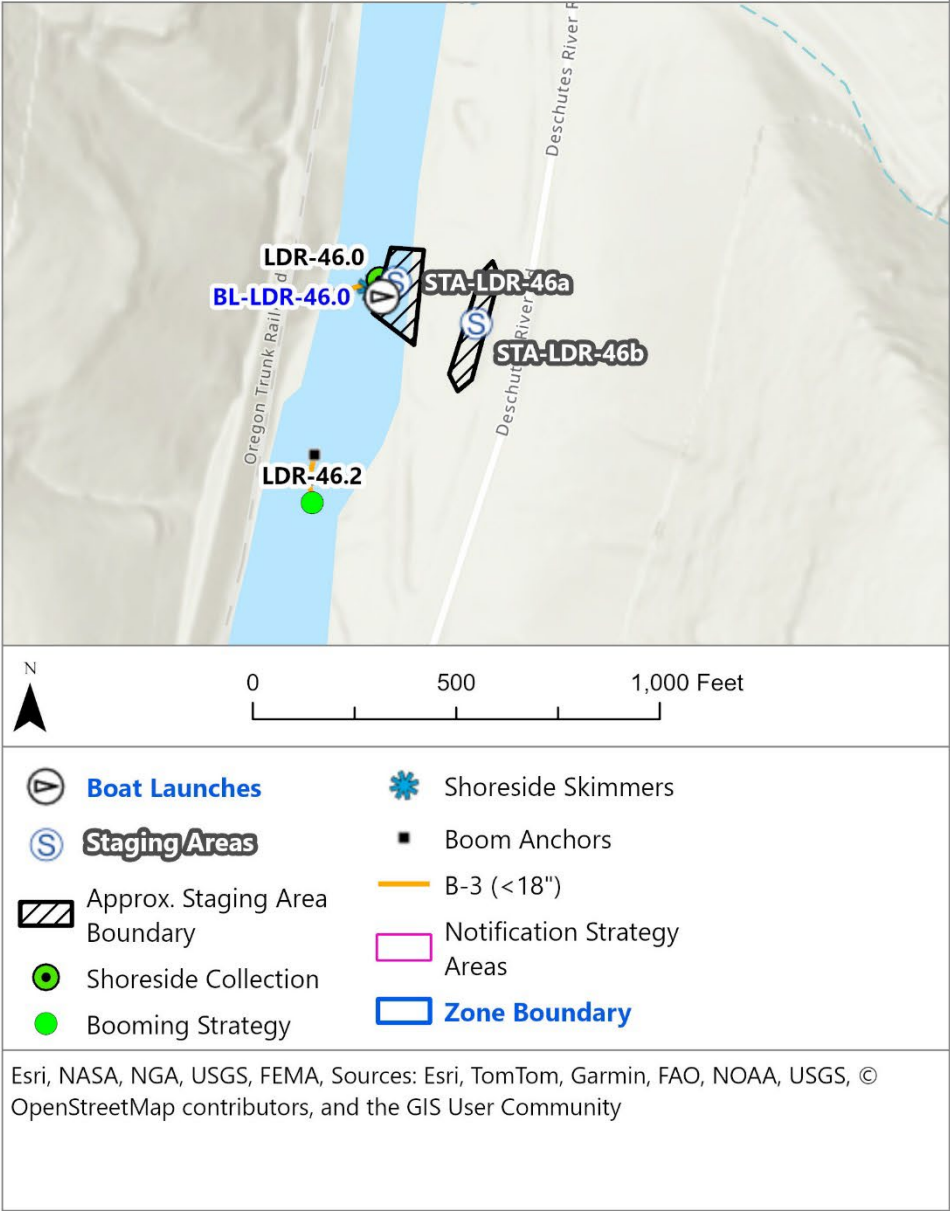 Deschutes River R
LDR-46.0
BL-LDR-46.0
S
STA-LDR-46a
S
STA-LDR-46b
Oregon Trunk Rail d
Deschut River
LDR-46.2
N
0 500 1,000 Feet
Boat Launches
S Staging Areas
Approx. Staging Area
Boundary
Shoreside Collection
Booming Strategy
Shoreside Skimmers
Boom Anchors
B-3 (<18")
Notification Strategy
Areas
Zone Boundary
Esri, NASA, NGA, USGS, FEMA, Sources: Esri, TomTom, Garmin, FAO, NOAA, USGS, ©
OpenStreetMap contributors, and the GIS User Community